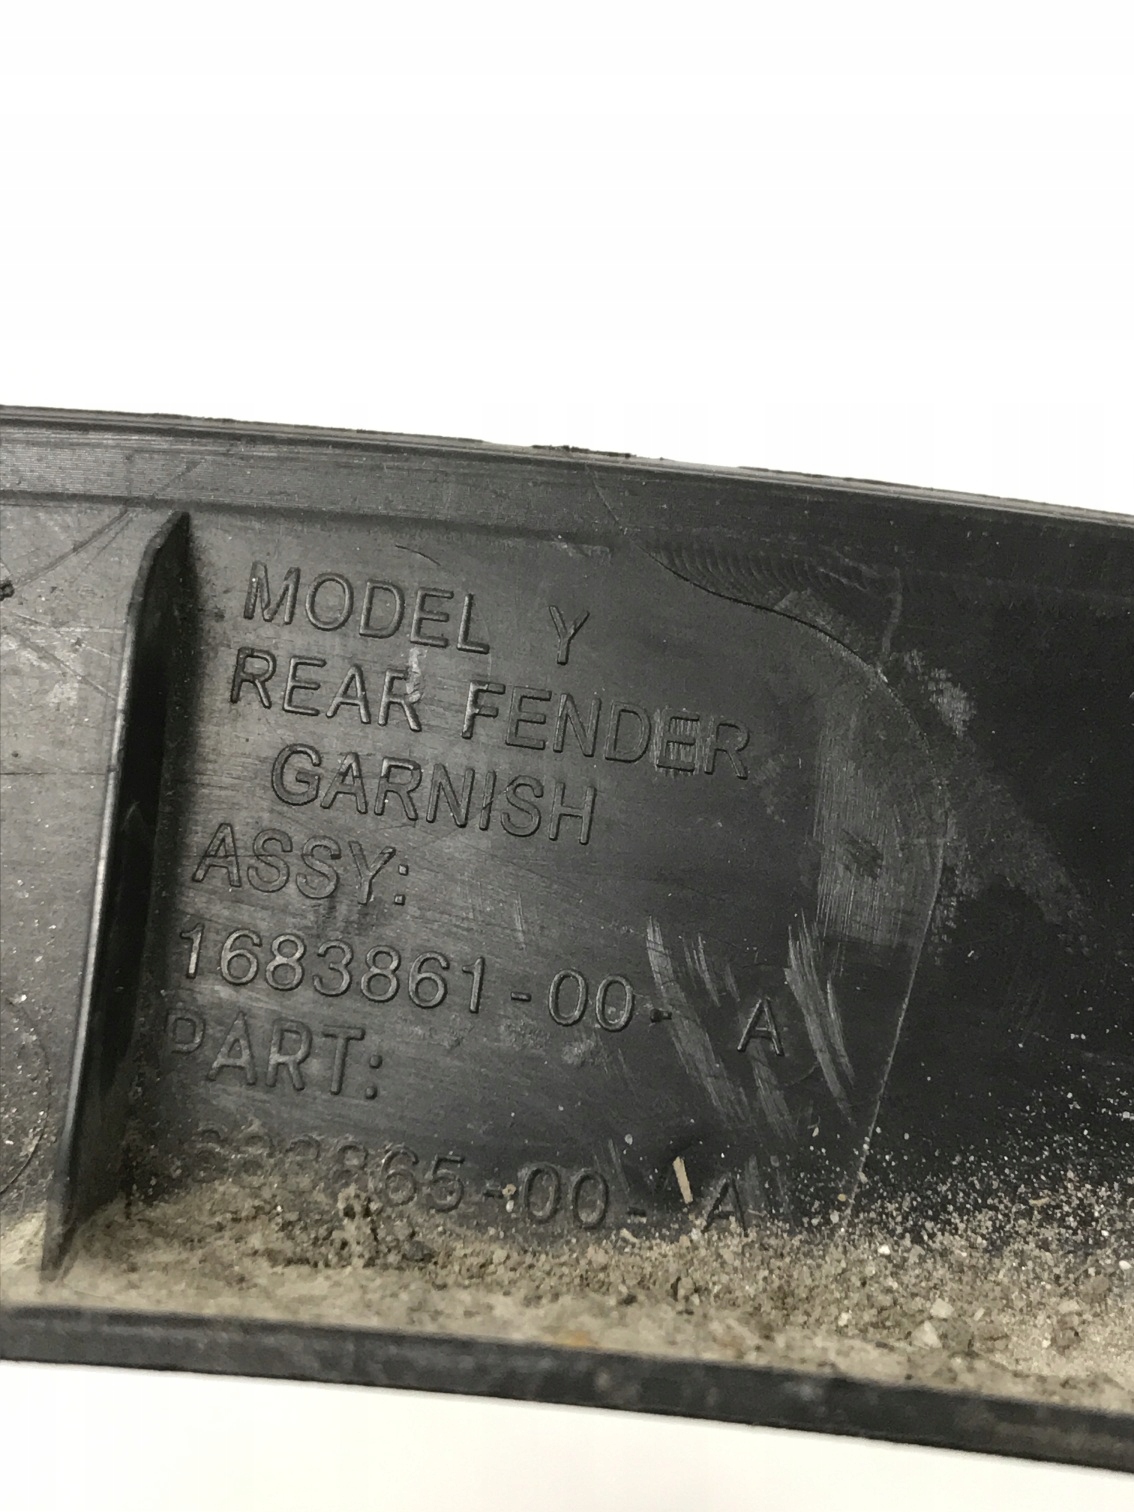 MODEL Y
REAR FENDER
GARNISH
ASSY:
1683861-00- A
PART: